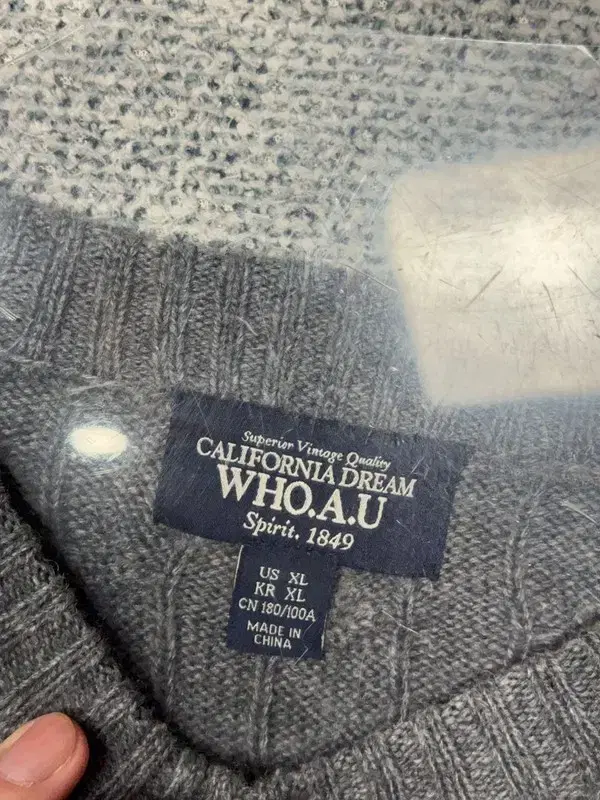 Superior Vintage Quality
CALIFORNIA DREAM
WHO.A.U
Spirit. 1849
US XL
KR XL
CN 180/100A
MADE IN
CHINA